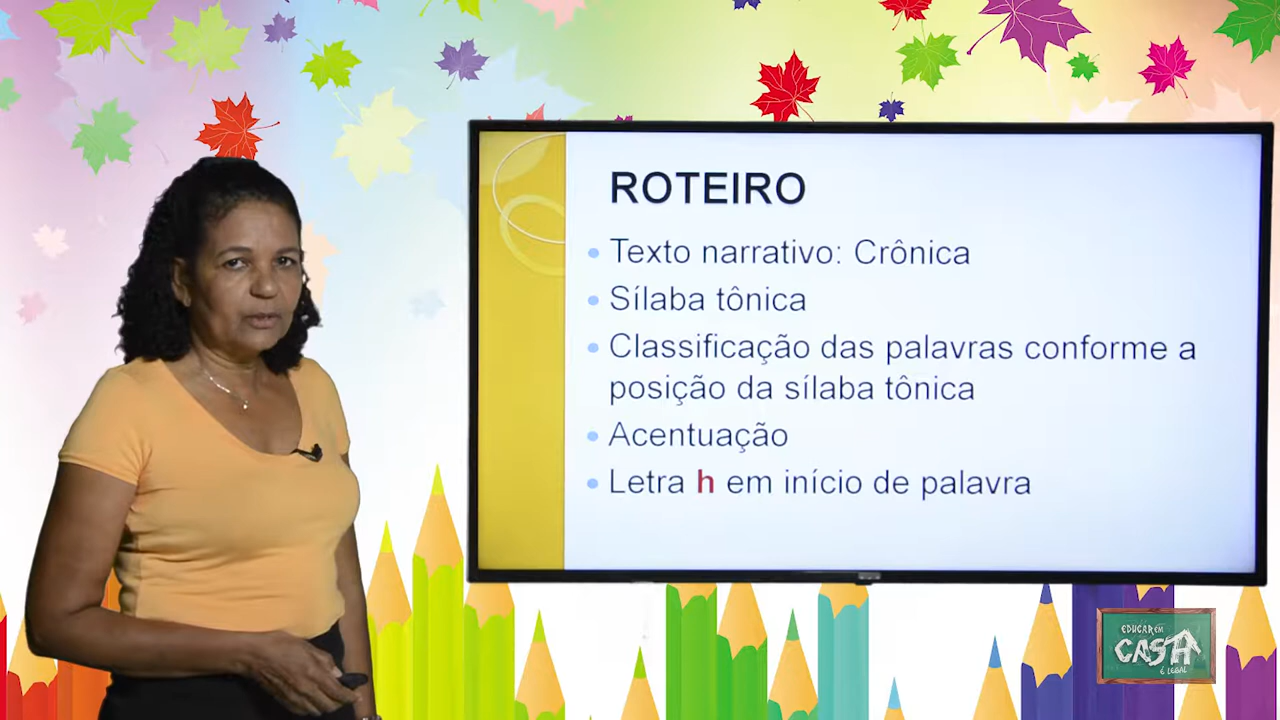 ROTEIRO
Texto narrativo: Crônica
Sílaba tônica
Classificação das palavras conforme a
posição da sílaba tônica
Acentuação
Letra h em início de palavra
EDUCAR EM
CASA
É LEGAL